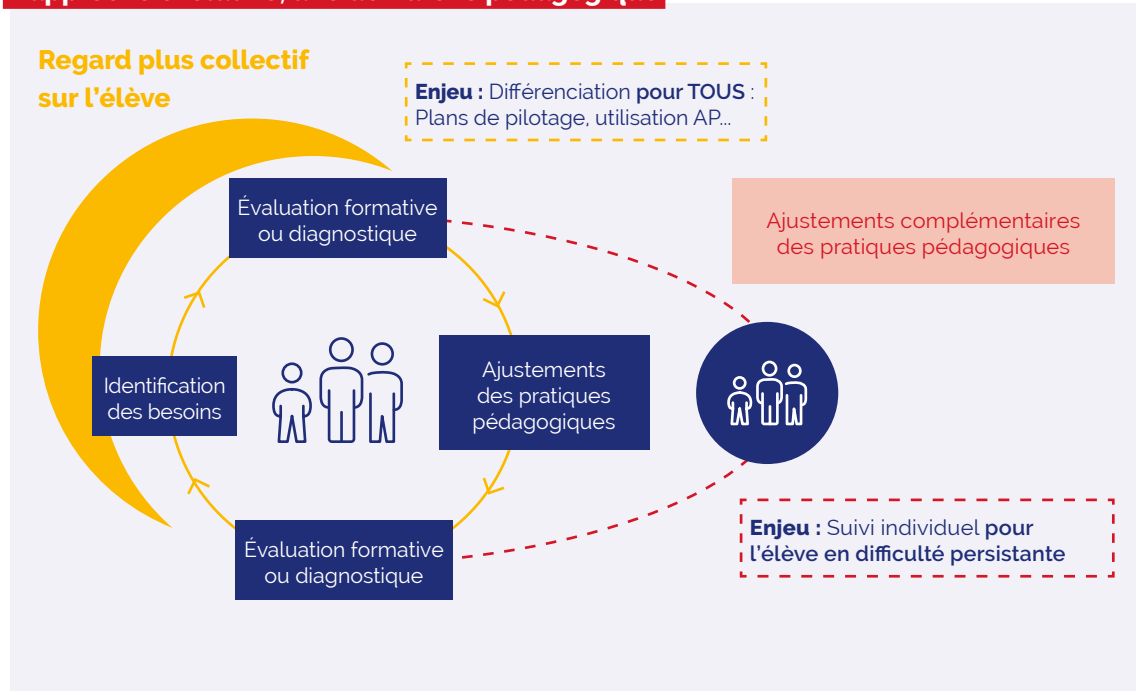 Regard plus collectif
sur l'élève
Enjeu : Différenciation pour TOUS :
Plans de pilotage, utilisation AP...
Évaluation formative
ou diagnostique
Ajustements complémentaires
des pratiques pédagogiques
Identification
des besoins
Ajustements
des pratiques
pédagogiques
Évaluation formative
ou diagnostique
Enjeu : Suivi individuel pour
l'élève en difficulté persistante